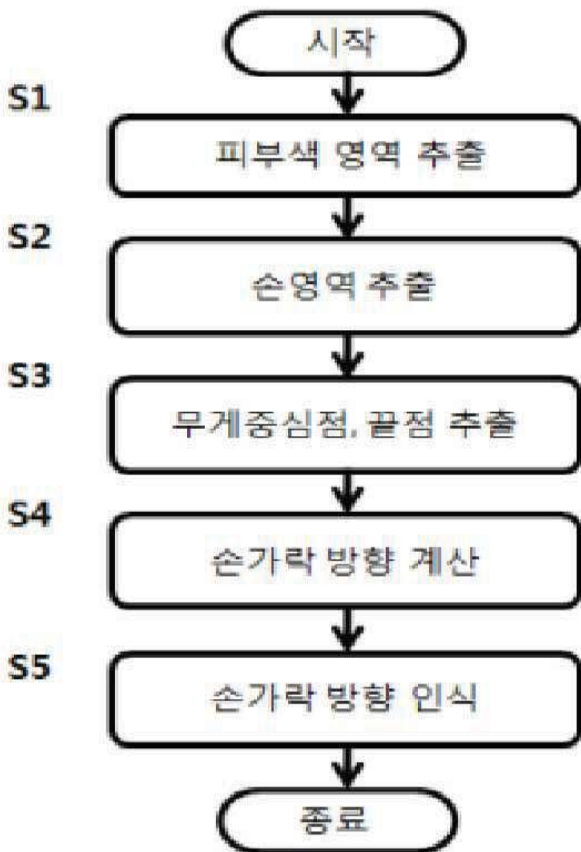 시작
S1
피부색 영역 추출
S2
손영역 추출
S3
무게중심점, 끝점 추출
S4
손가락 방향 계산
S5
손가락 방향 인식
종료